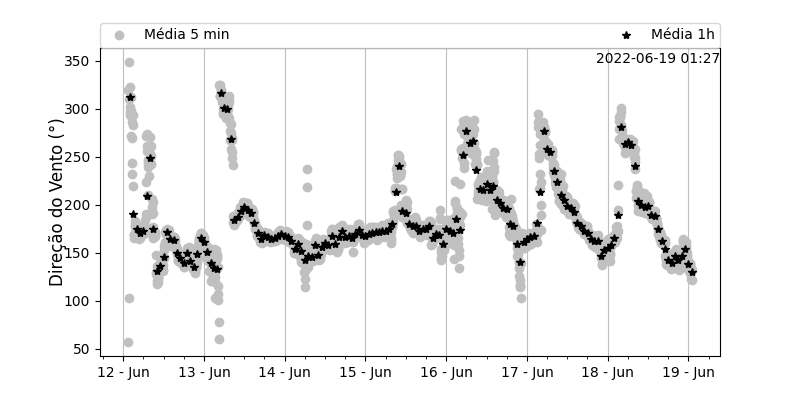 Média 5 min
Média 1h
2022-06-19 01:27
Direção do Vento (°)
350
300
250
200
150
100
50
12 - Jun
13 - Jun
14 - Jun
15 - Jun
16 - Jun
17 - Jun
18 - Jun
19 - Jun